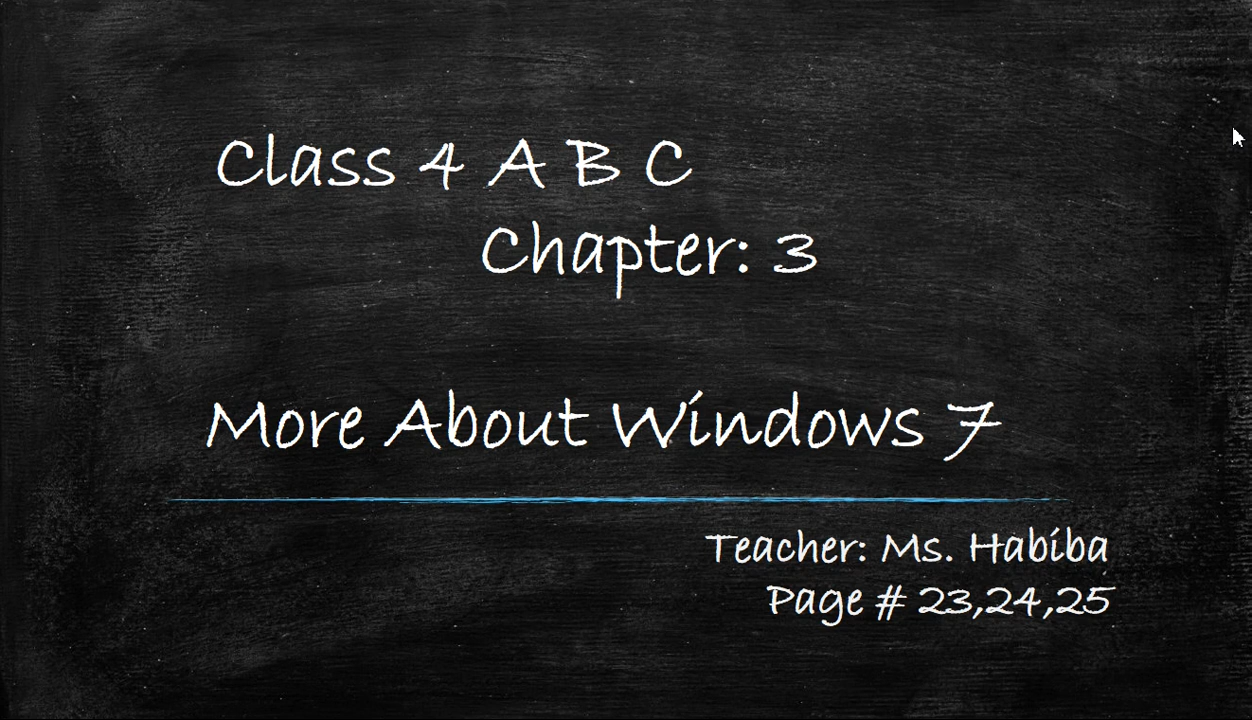 Class 4 A B C
Chapter: 3
More About Windows 7
Teacher: Ms. Habiba
Page # 23,24,25